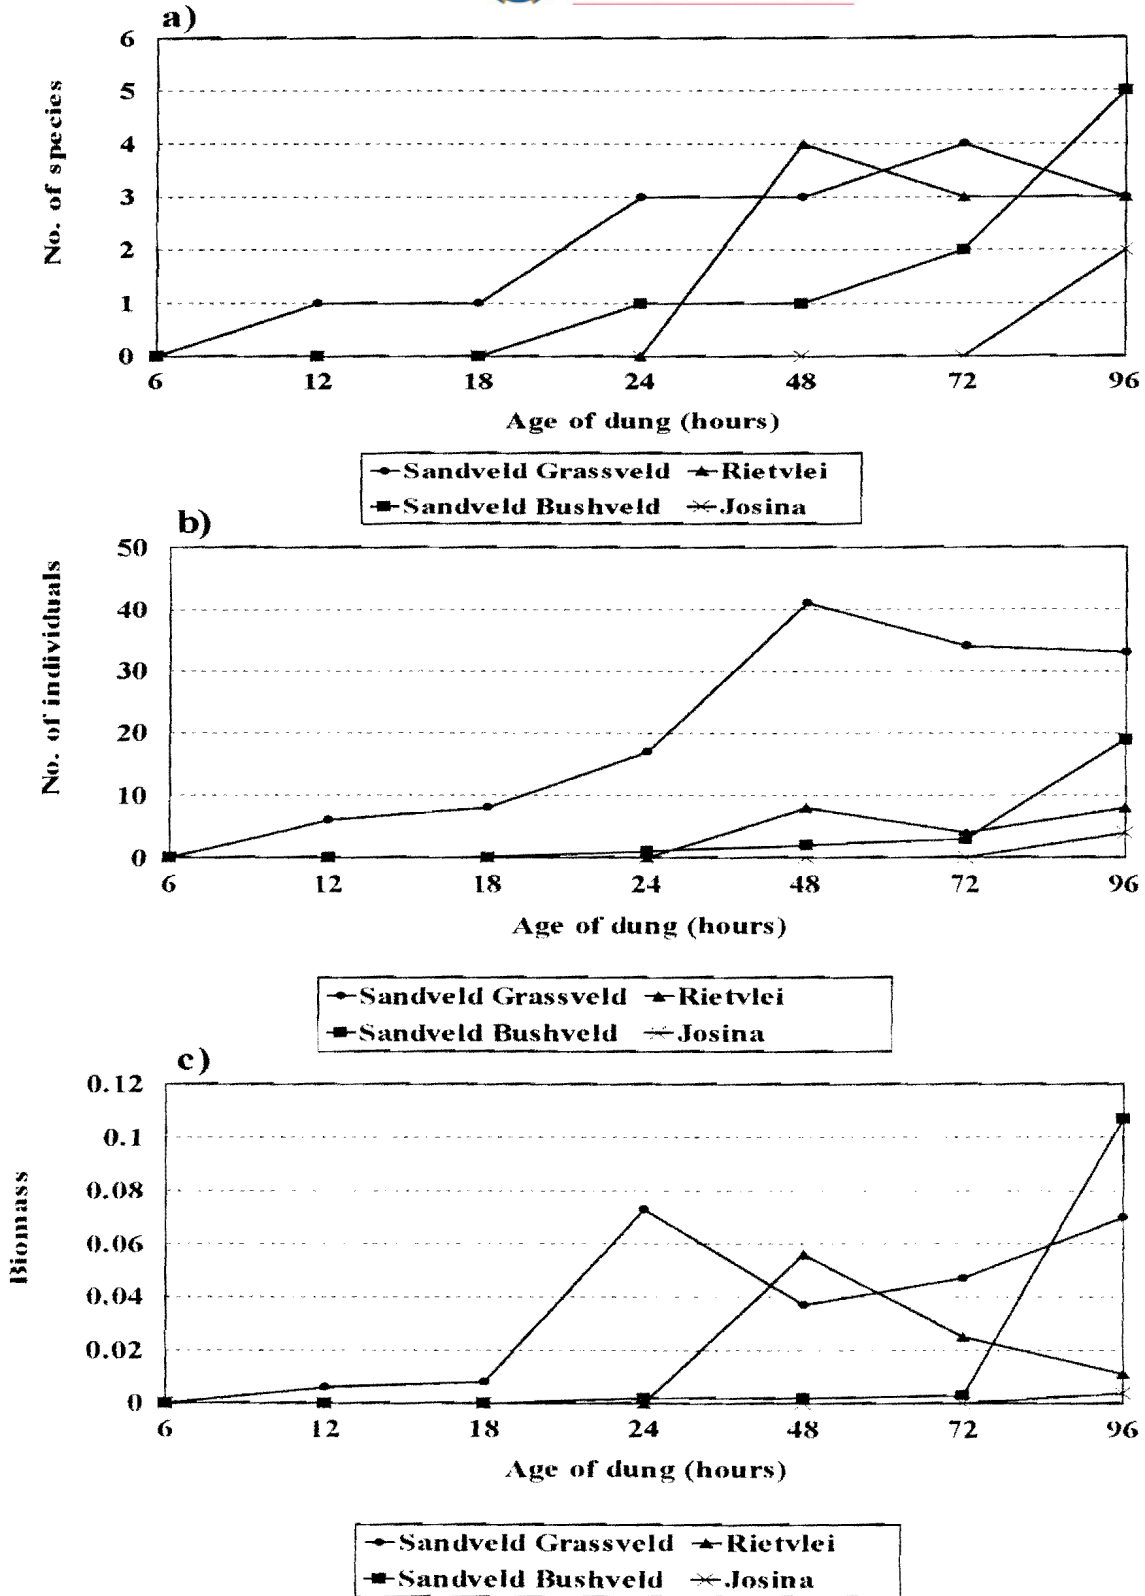 a)
6
5
4
3
2
1
0
No. of species
6 12 18 24 48 72 96
Age of dung (hours)
Sandveld Grassveld Rietvlei
Sandveld Bushveld Josina
b)
50
40
30
20
10
0
No. of individuals
6 12 18 24 48 72 96
Age of dung (hours)
Sandveld Grassveld Rietvlei
Sandveld Bushveld Josina
c)
0.12
0.1
0.08
0.06
0.04
0.02
0
Biomass
6 12 18 24 48 72 96
Age of dung (hours)
Sandveld Grassveld Rietvlei
Sandveld Bushveld Josina